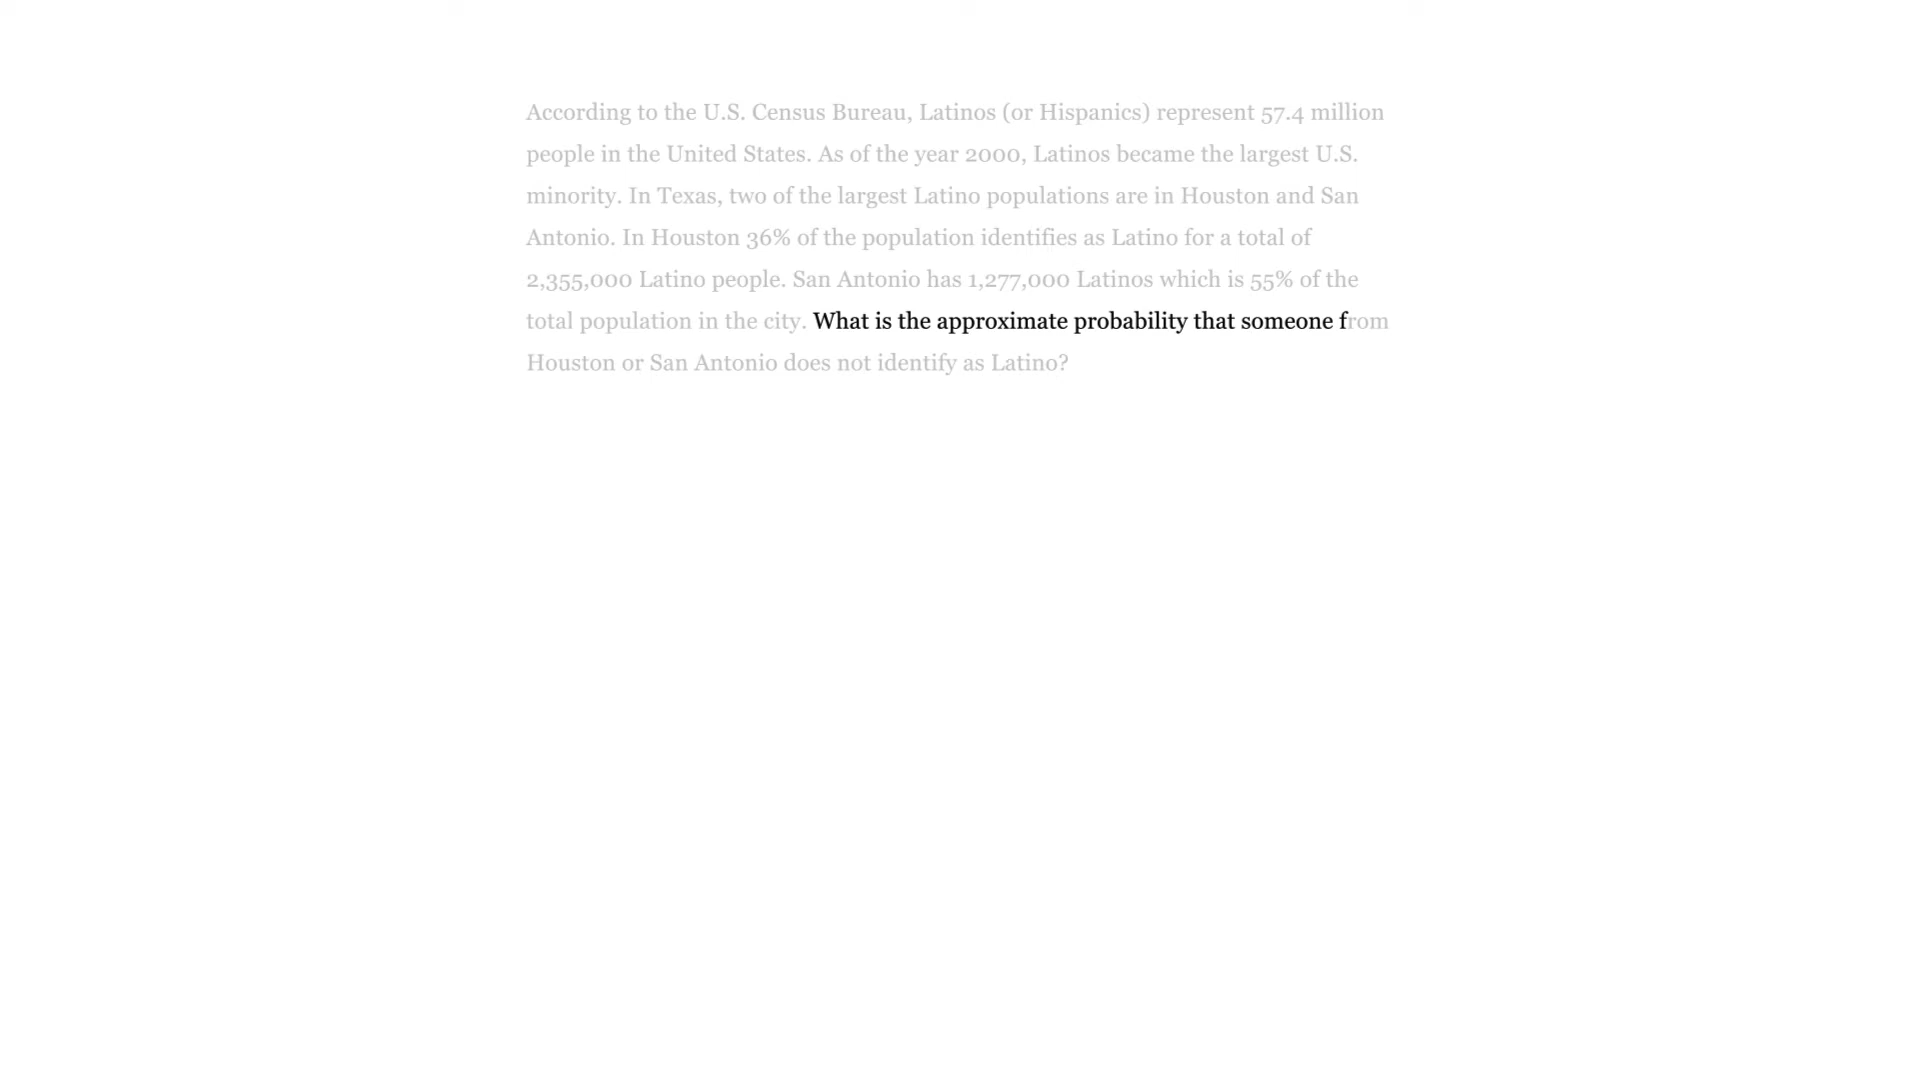 According to the U.S. Census Bureau, Latinos (or Hispanics) represent 57.4 million
people in the United States. As of the year 2000, Latinos became the largest U.S.
minority. In Texas, two of the largest Latino populations are in Houston and San
Antonio. In Houston 36% of the population identifies as Latino for a total of
2,355,000 Latino people. San Antonio has 1,277,000 Latinos which is 55% of the
total population in the city. What is the approximate probability that someone from
Houston or San Antonio does not identify as Latino?